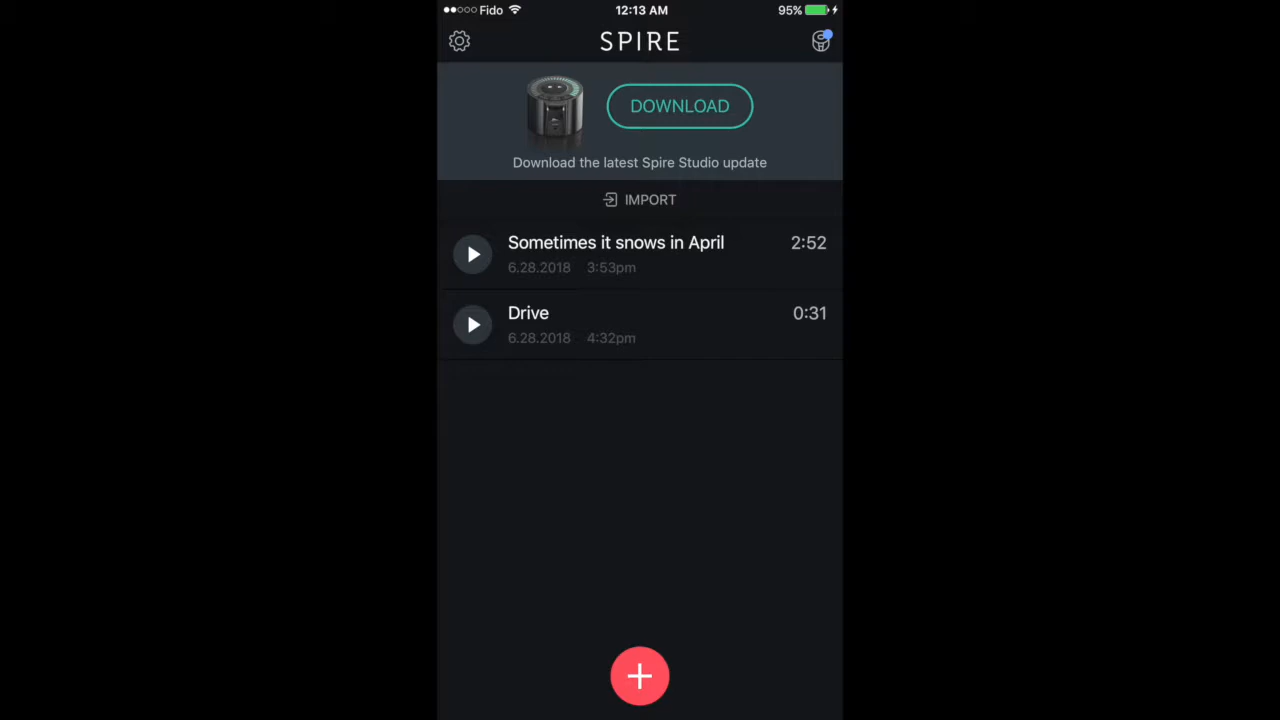 Fido 12:13 AM 95%
SPIRE
DOWNLOAD
Download the latest Spire Studio update
IMPORT
Sometimes it snows in April 2:52
6.28.2018 3:53pm
Drive 0:31
6.28.2018 4:32pm